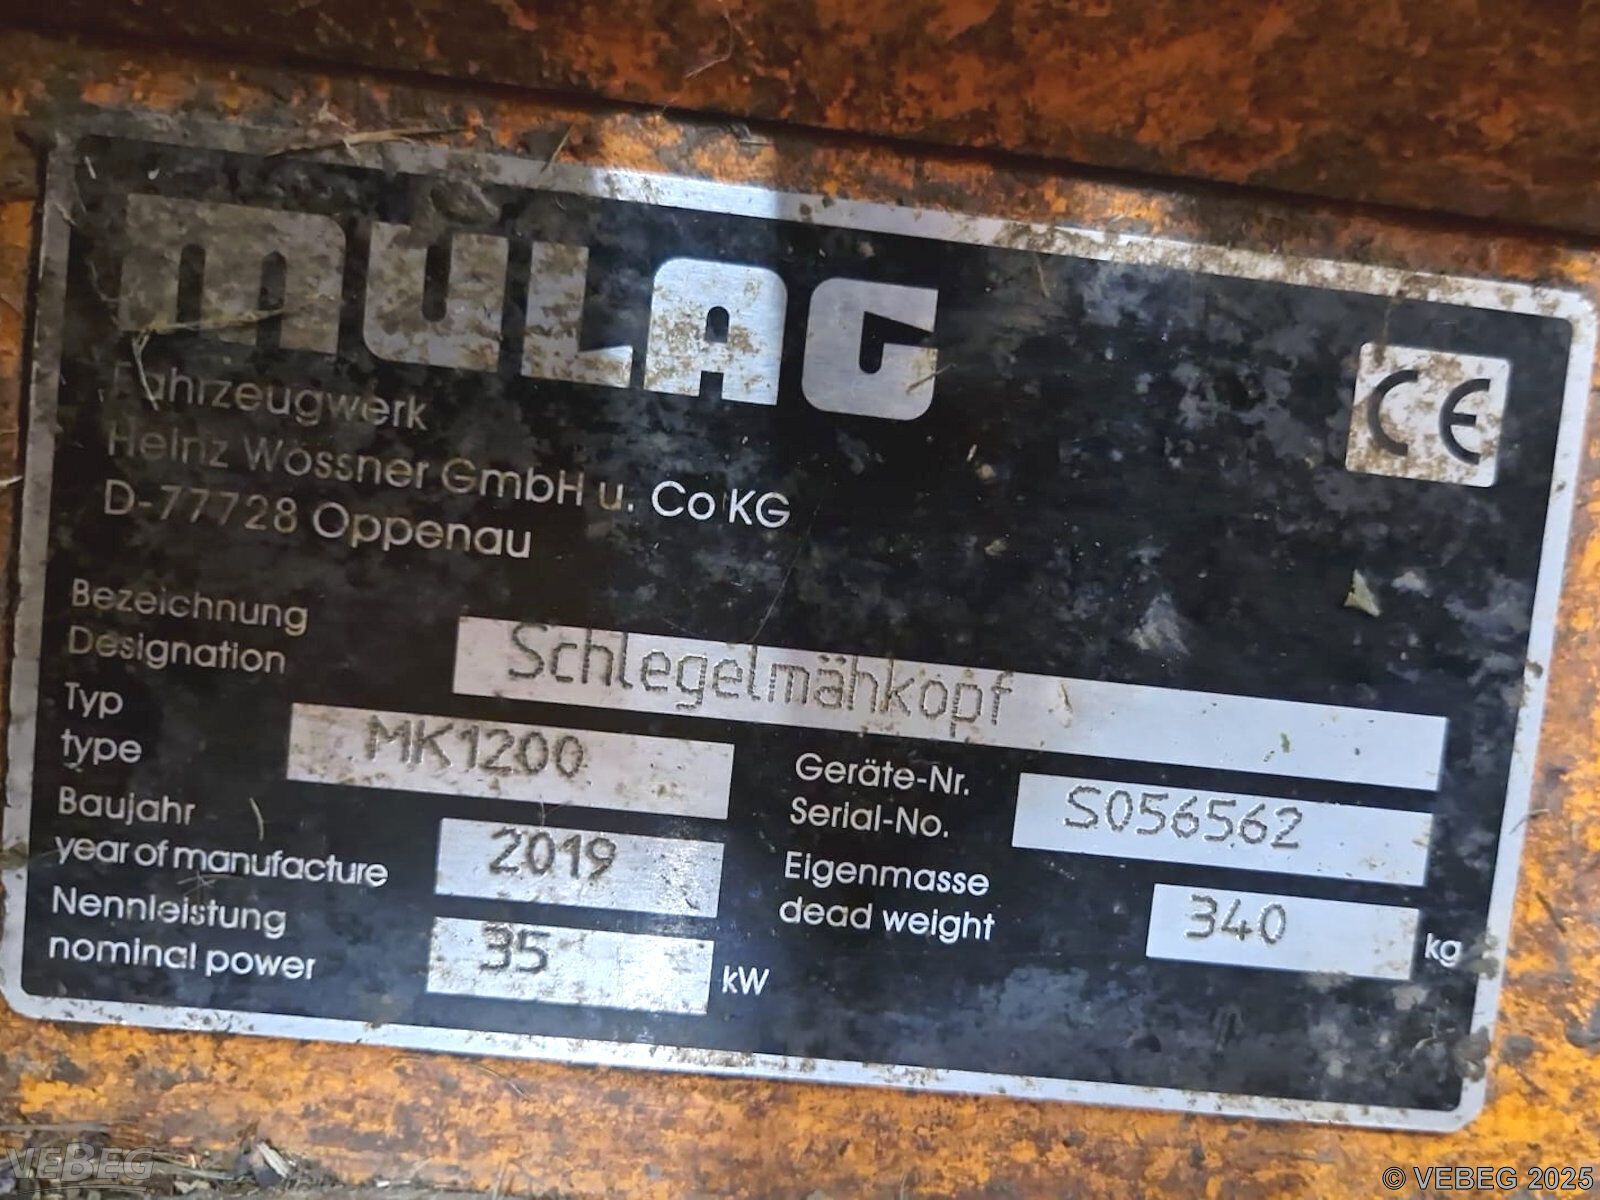 MULAG
Fahrzeugwerk
Heinz Wössner GmbH u. Co KG
D-77728 Oppenau
CE
Bezeichnung
Designation
Schlegelmähkopf
Typ
type
MK1200
Geräte-Nr.
Serial-No.
S056562
Baujahr
year of manufacture
2019
Eigenmasse
dead weight
340 kg
Nennleistung
nominal power
35 kW
VEBEG
© VEBEG 2025